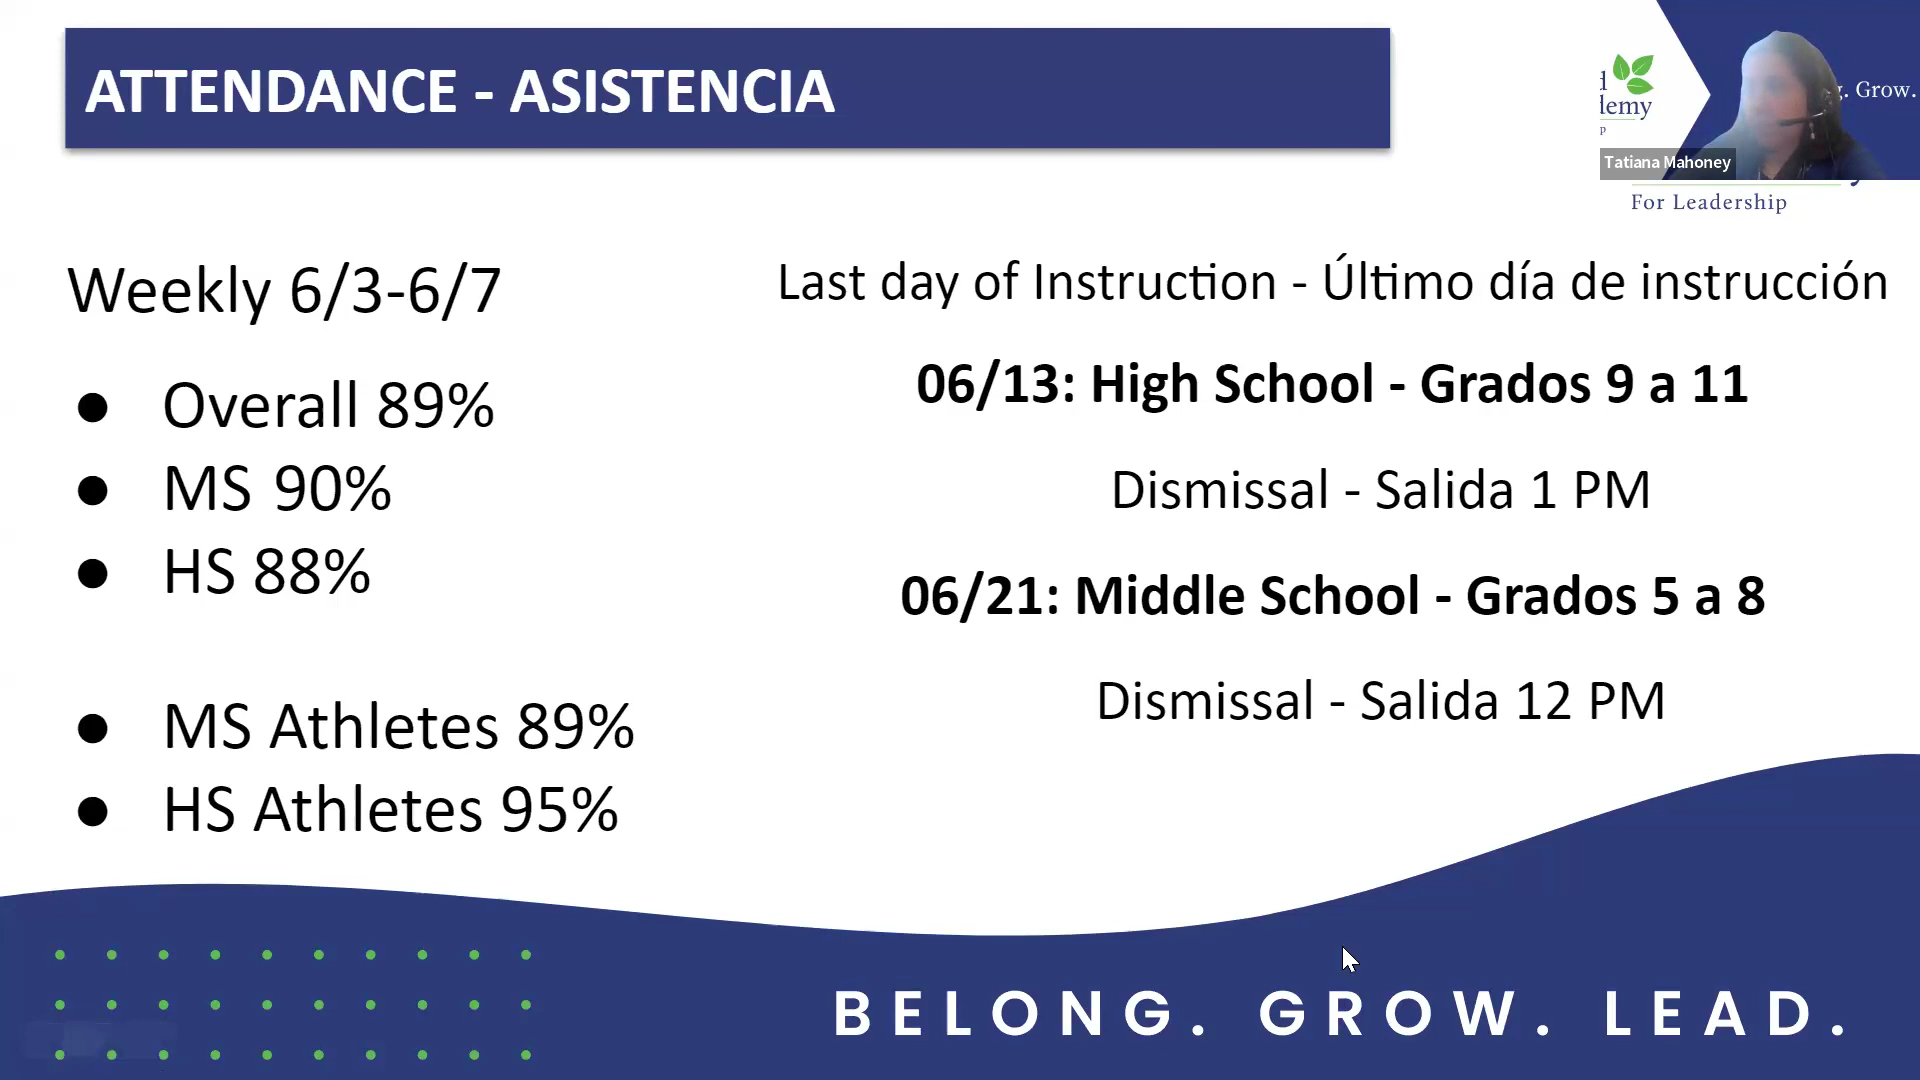 ATTENDANCE - ASISTENCIA
demy
. Grow.
Tatiana Mahoney
For Leadership
Weekly 6/3-6/7
● Overall 89%
● MS 90%
● HS 88%
● MS Athletes 89%
● HS Athletes 95%
Last day of Instruction - Último día de instrucción
06/13: High School - Grados 9 a 11
Dismissal - Salida 1 PM
06/21: Middle School - Grados 5 a 8
Dismissal - Salida 12 PM
BELONG. GROW. LEAD.